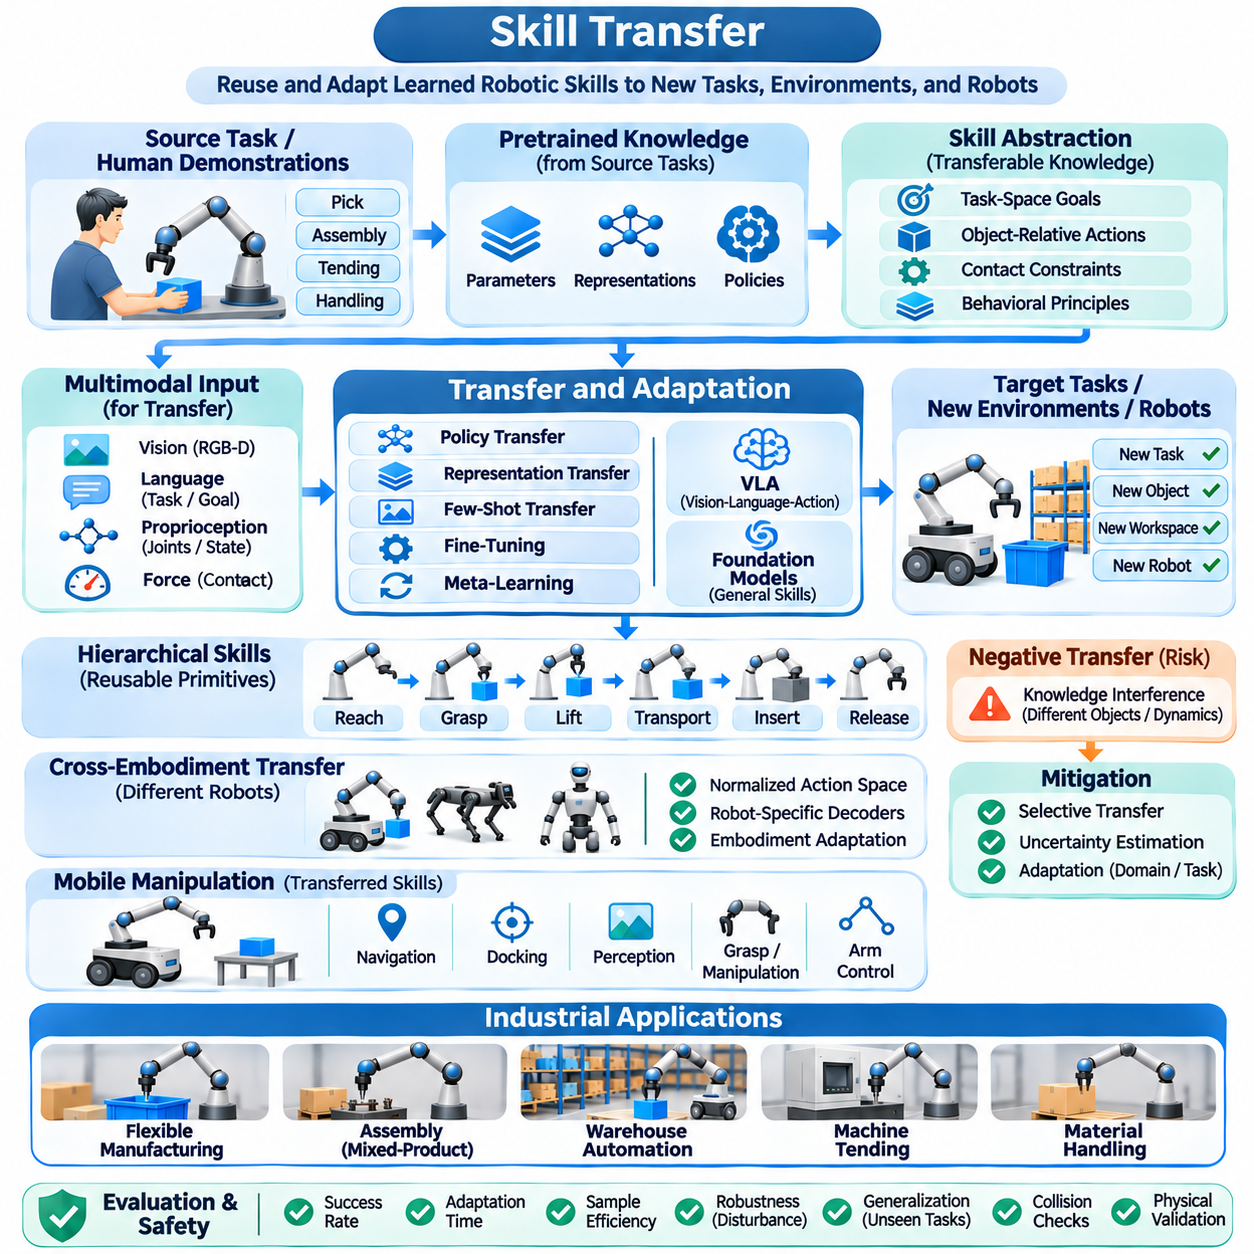 Skill Transfer
Reuse and Adapt Learned Robotic Skills to New Tasks, Environments, and Robots
Source Task /
Human Demonstrations
Pick
Assembly
Tending
Handling
Pretrained Knowledge
(from Source Tasks)
Parameters
Representations
Policies
Skill Abstraction
(Transferable Knowledge)
Task-Space Goals
Object-Relative Actions
Contact Constraints
Behavioral Principles
Multimodal Input
(for Transfer)
Vision (RGB-D)
Language
(Task / Goal)
Proprioception
(Joints / State)
Force (Contact)
Transfer and Adaptation
Policy Transfer
Representation Transfer
Few-Shot Transfer
Fine-Tuning
Meta-Learning
VLA
(Vision-Language-Action)
Foundation
Models
(General Skills)
Target Tasks /
New Environments / Robots
New Task
New Object
New Workspace
New Robot
Hierarchical Skills
(Reusable Primitives)
Reach
Grasp
Lift
Transport
Insert
Release
Negative Transfer (Risk)
Knowledge Interference
(Different Objects / Dynamics)
Mitigation
Selective Transfer
Uncertainty Estimation
Adaptation (Domain / Task)
Cross-Embodiment Transfer
(Different Robots)
Normalized Action Space
Robot-Specific Decoders
Embodiment Adaptation
Mobile Manipulation (Transferred Skills)
Navigation
Docking
Perception
Grasp /
Manipulation
Arm
Control
Industrial Applications
Flexible
Manufacturing
Assembly
(Mixed-Product)
Warehouse
Automation
Machine
Tending
Material
Handling
Evaluation &
Safety
Success
Rate
Adaptation
Time
Sample
Efficiency
Robustness
(Disturbance)
Generalization
(Unseen Tasks)
Collision
Checks
Physical
Validation